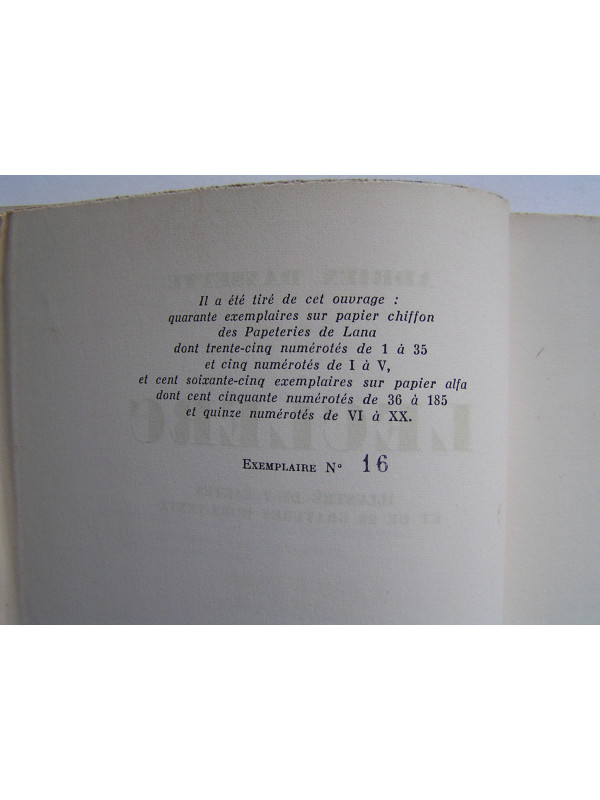 Il a été tiré de cet ouvrage :
quarante exemplaires sur papier chiffon
des Papeteries de Lana
dont trente-cinq numérotés de 1 à 35
et cinq numérotés de I à V,
et cent soixante-cinq exemplaires sur papier alfa
dont cent cinquante numérotés de 36 à 185
et quinze numérotés de VI à XX.
EXEMPLAIRE N° 16